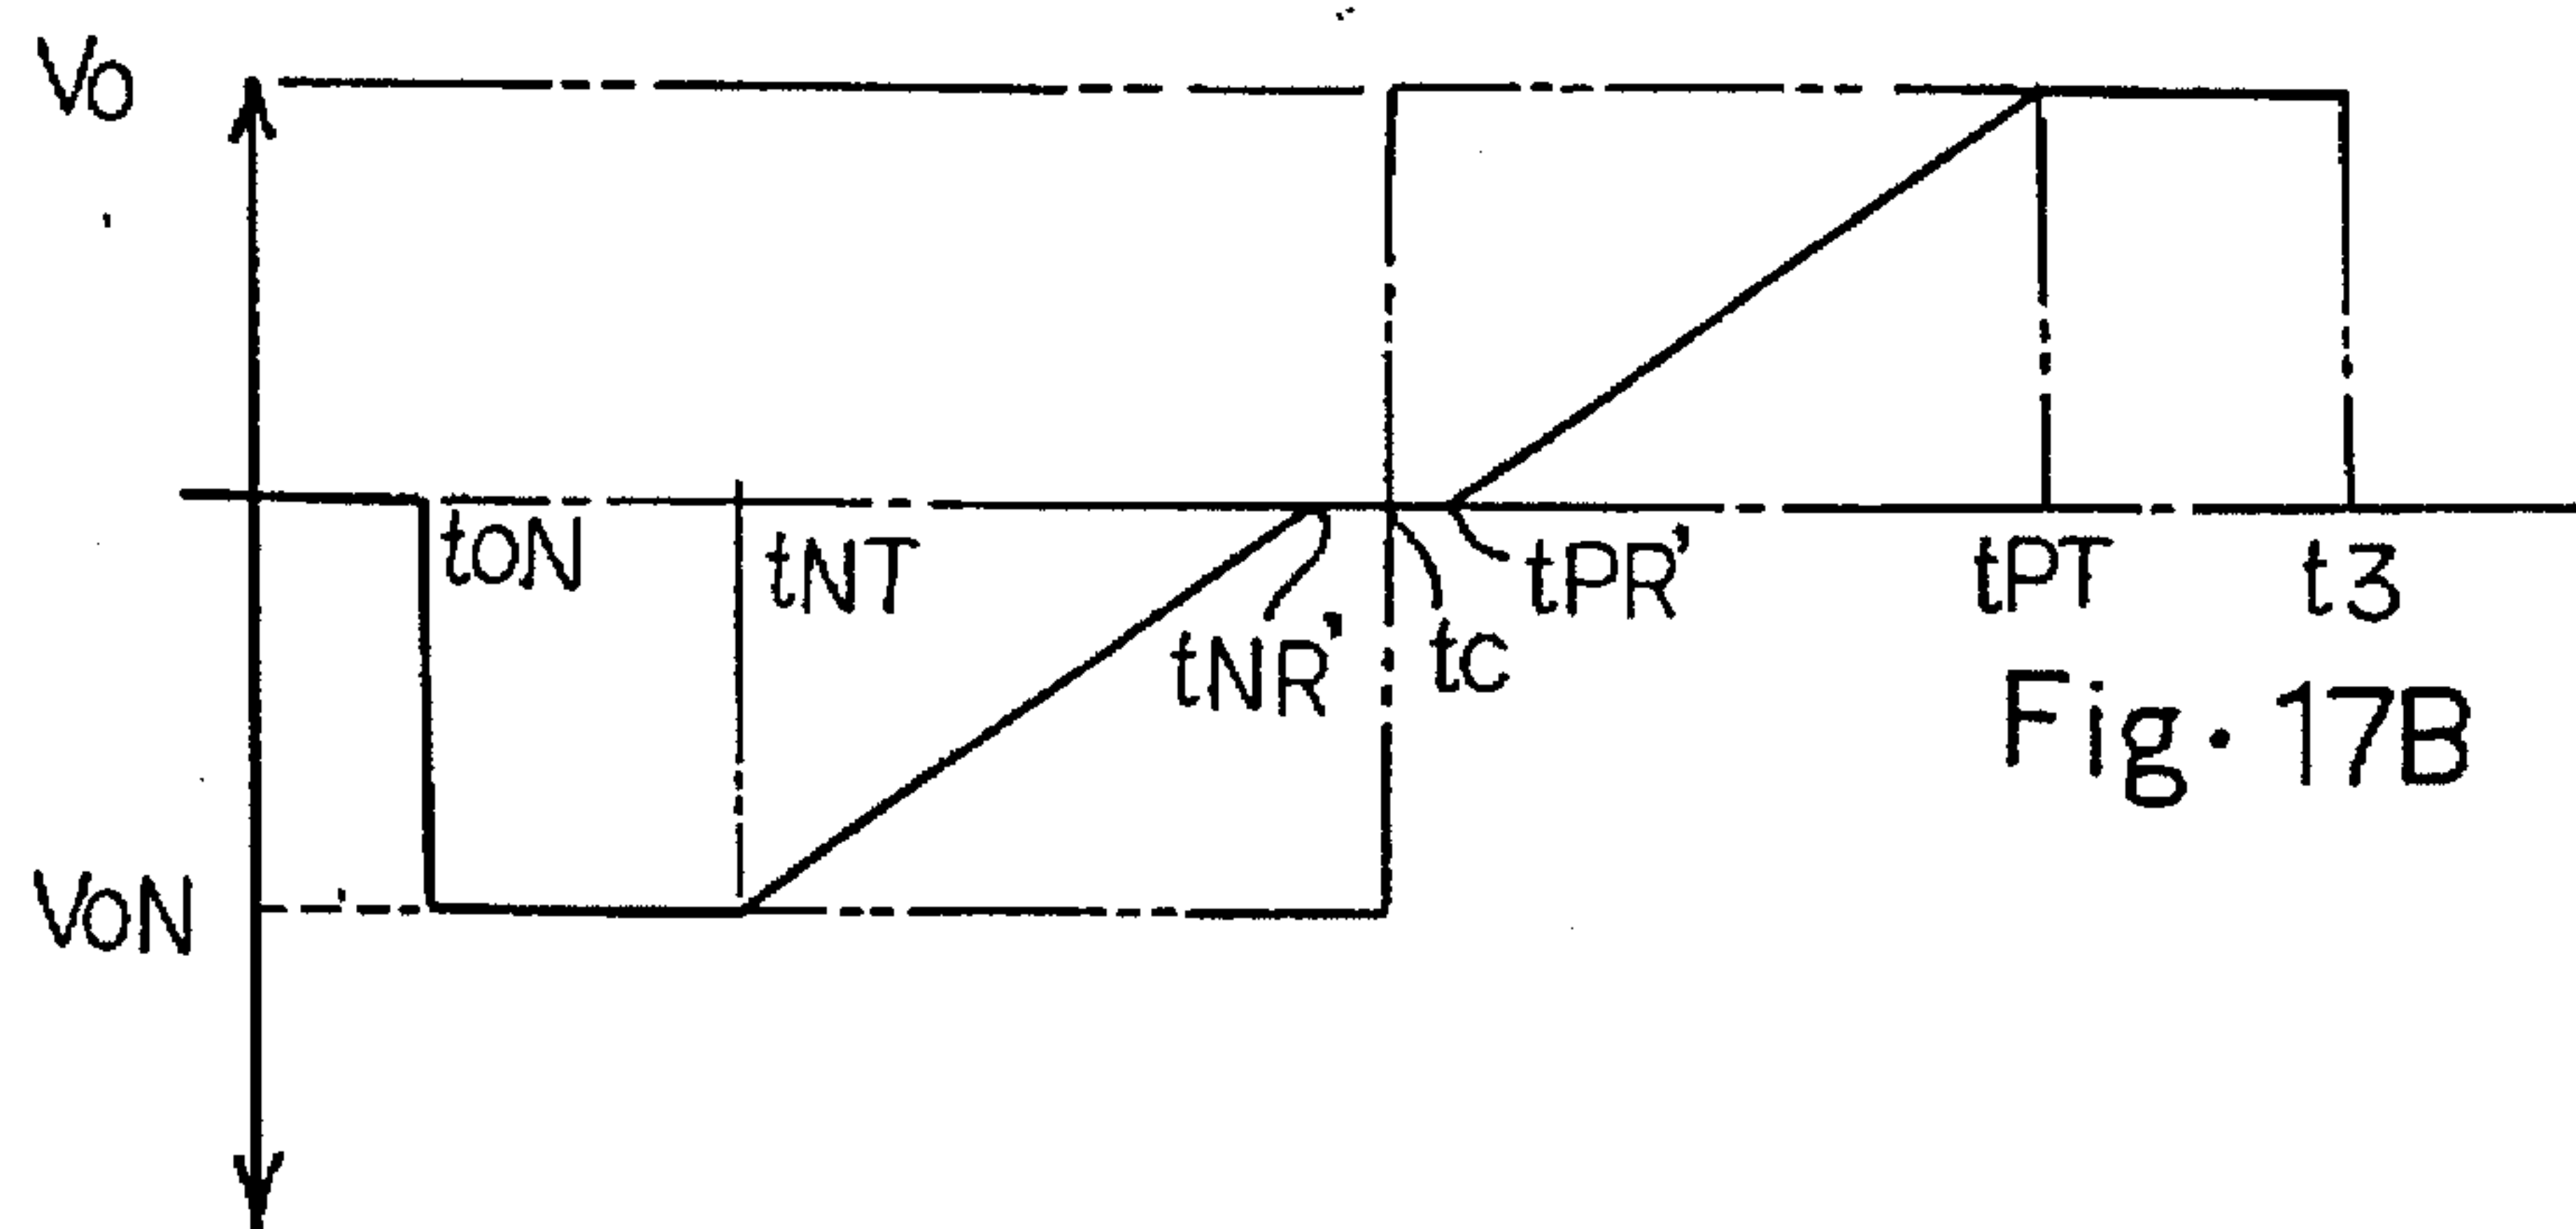 Vo
toN
tNT
tNR'
tc
tPR'
tPT
t3
Fig. 17B
VoN